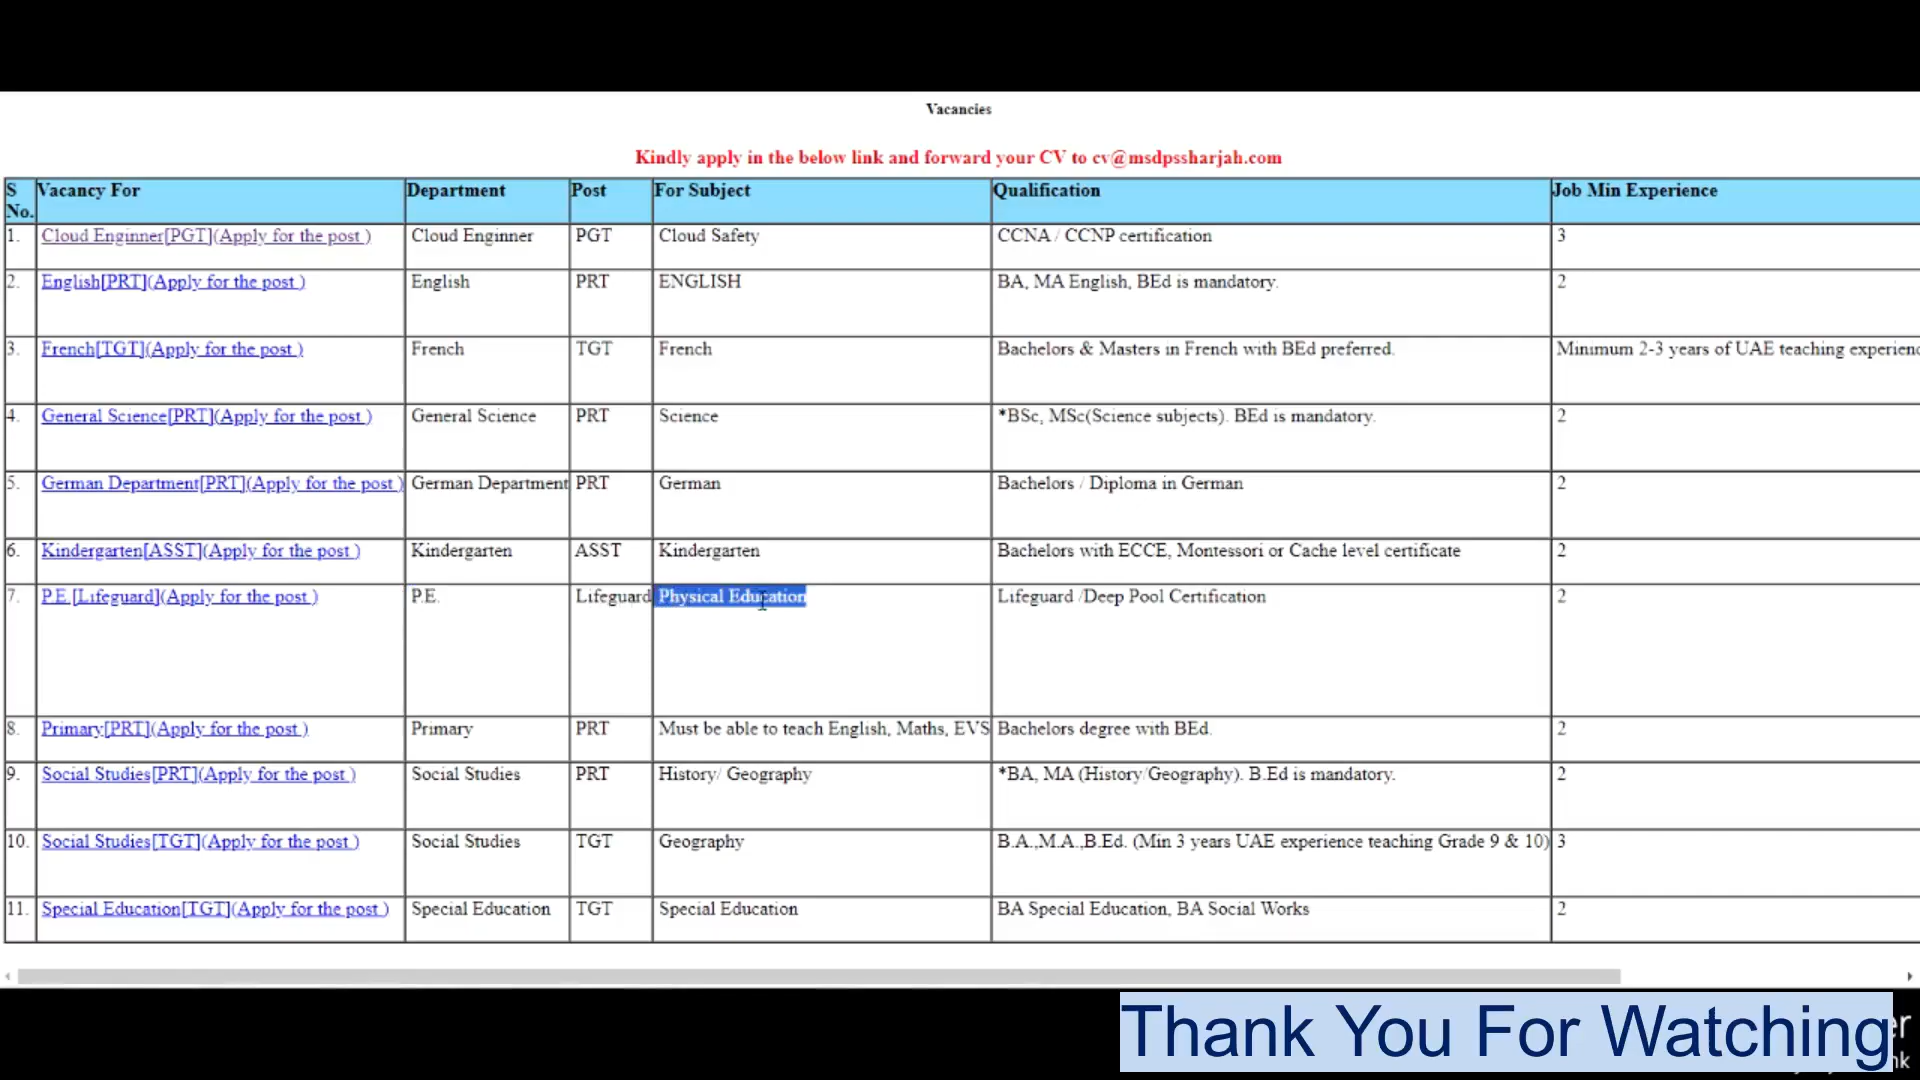 Vacancies
Kindly apply in the below link and forward your CV to cv@msdpssharjah.com
S No. Vacancy For Department Post For Subject Qualification Job Min Experience
1. Cloud Enginner[PGT](Apply for the post ) Cloud Enginner PGT Cloud Safety CCNA / CCNP certification 3
2. English[PRT](Apply for the post ) English PRT ENGLISH BA, MA English, BEd is mandatory. 2
3. French[TGT](Apply for the post ) French TGT French Bachelors & Masters in French with BEd preferred. Minimum 2-3 years of UAE teaching
4. General Science[PRT](Apply for the post ) General Science PRT Science *BSc, MSc(Science subjects). BEd is mandatory. 2
5. German Department[PRT](Apply for the post ) German Department PRT German Bachelors / Diploma in German 2
6. Kindergarten[ASST](Apply for the post ) Kindergarten ASST Kindergarten Bachelors with ECCE, Montessori or Cache level certificate 2
7. P.E.[Lifeguard](Apply for the post ) P.E. Lifeguard Physical Education Lifeguard /Deep Pool Certification 2
8. Primary[PRT](Apply for the post ) Primary PRT Must be able to teach English, Maths, EVS Bachelors degree with BEd. 2
9. Social Studies[PRT](Apply for the post ) Social Studies PRT History/ Geography *BA, MA (History/Geography). B.Ed is mandatory. 2
10. Social Studies[TGT](Apply for the post ) Social Studies TGT Geography B.A.,M.A.,B.Ed. (Min 3 years UAE experience teaching Grade 9 & 10) 3
11. Special Education[TGT](Apply for the post ) Special Education TGT Special Education BA Special Education, BA Social Works 2
Thank You For Watching